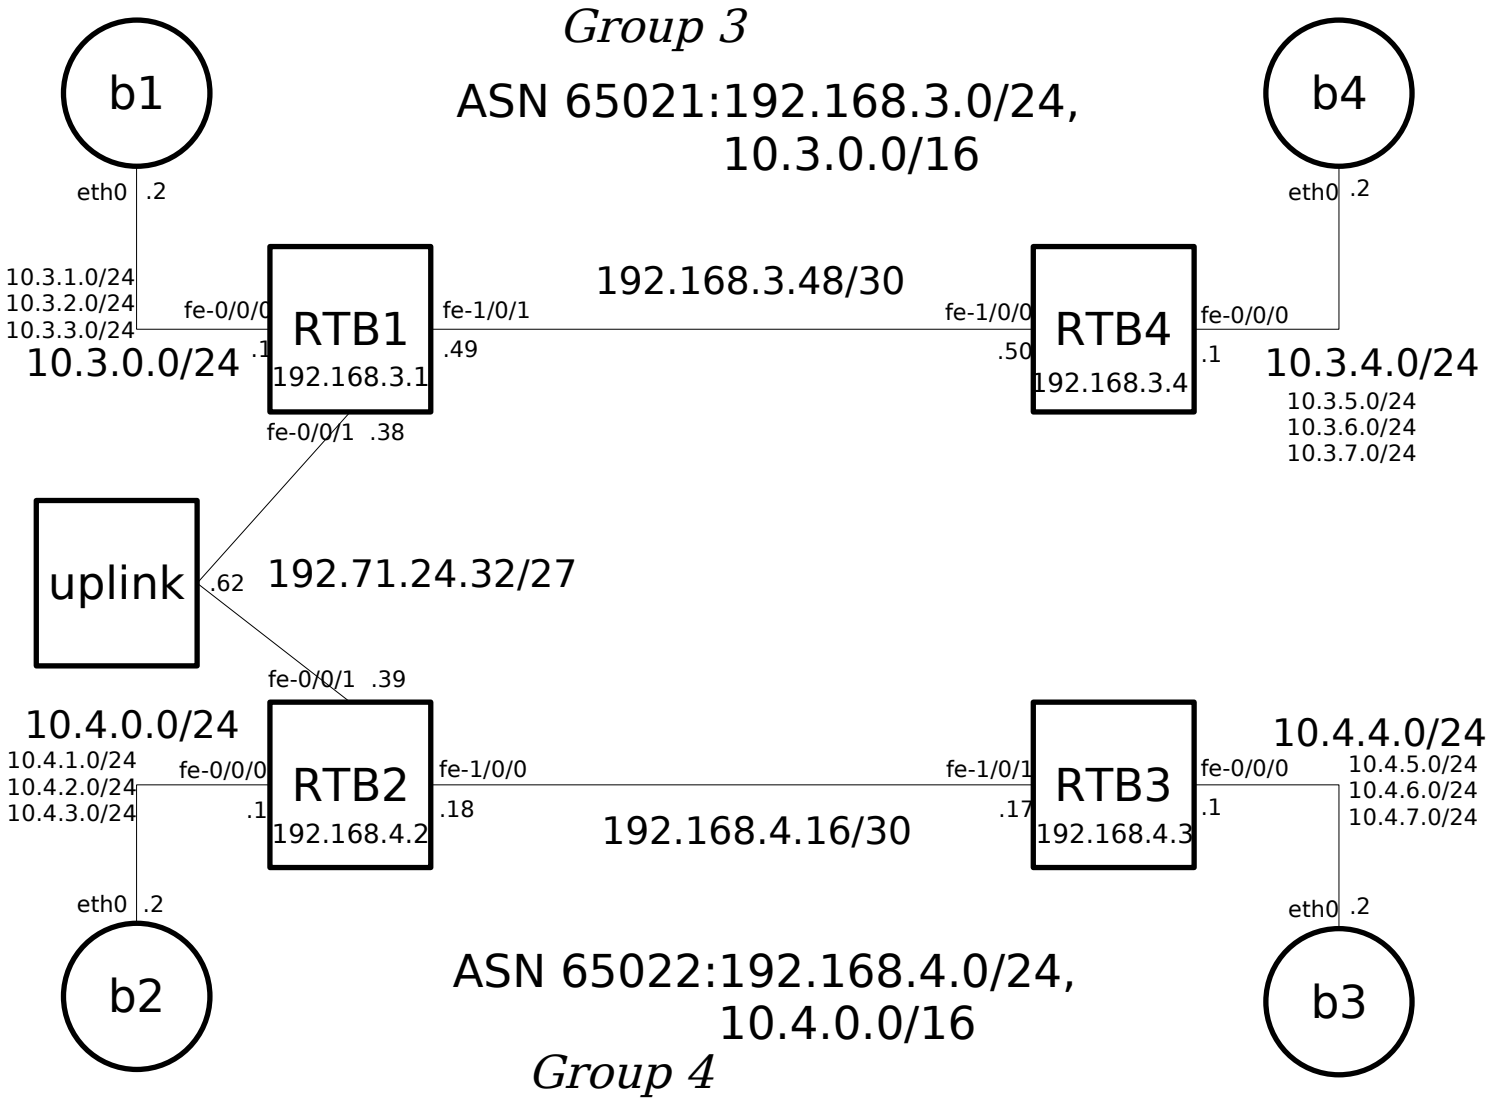 Group 3
b1
b4
ASN 65021:192.168.3.0/24,
10.3.0.0/16
eth0 .2
eth0 .2
10.3.1.0/24
10.3.2.0/24
10.3.3.0/24
10.3.0.0/24
fe-0/0/0
.1
RTB1
192.168.3.1
fe-1/0/1
.49
192.168.3.48/30
fe-1/0/0
.50
RTB4
192.168.3.4
fe-0/0/0
.1
10.3.4.0/24
10.3.5.0/24
10.3.6.0/24
10.3.7.0/24
fe-0/0/1 .38
uplink
.62
192.71.24.32/27
fe-0/0/1 .39
10.4.0.0/24
10.4.1.0/24
10.4.2.0/24
10.4.3.0/24
fe-0/0/0
.1
RTB2
192.168.4.2
fe-1/0/0
.18
192.168.4.16/30
fe-1/0/1
.17
RTB3
192.168.4.3
fe-0/0/0
.1
10.4.4.0/24
10.4.5.0/24
10.4.6.0/24
10.4.7.0/24
eth0 .2
eth0 .2
b2
b3
ASN 65022:192.168.4.0/24,
10.4.0.0/16
Group 4